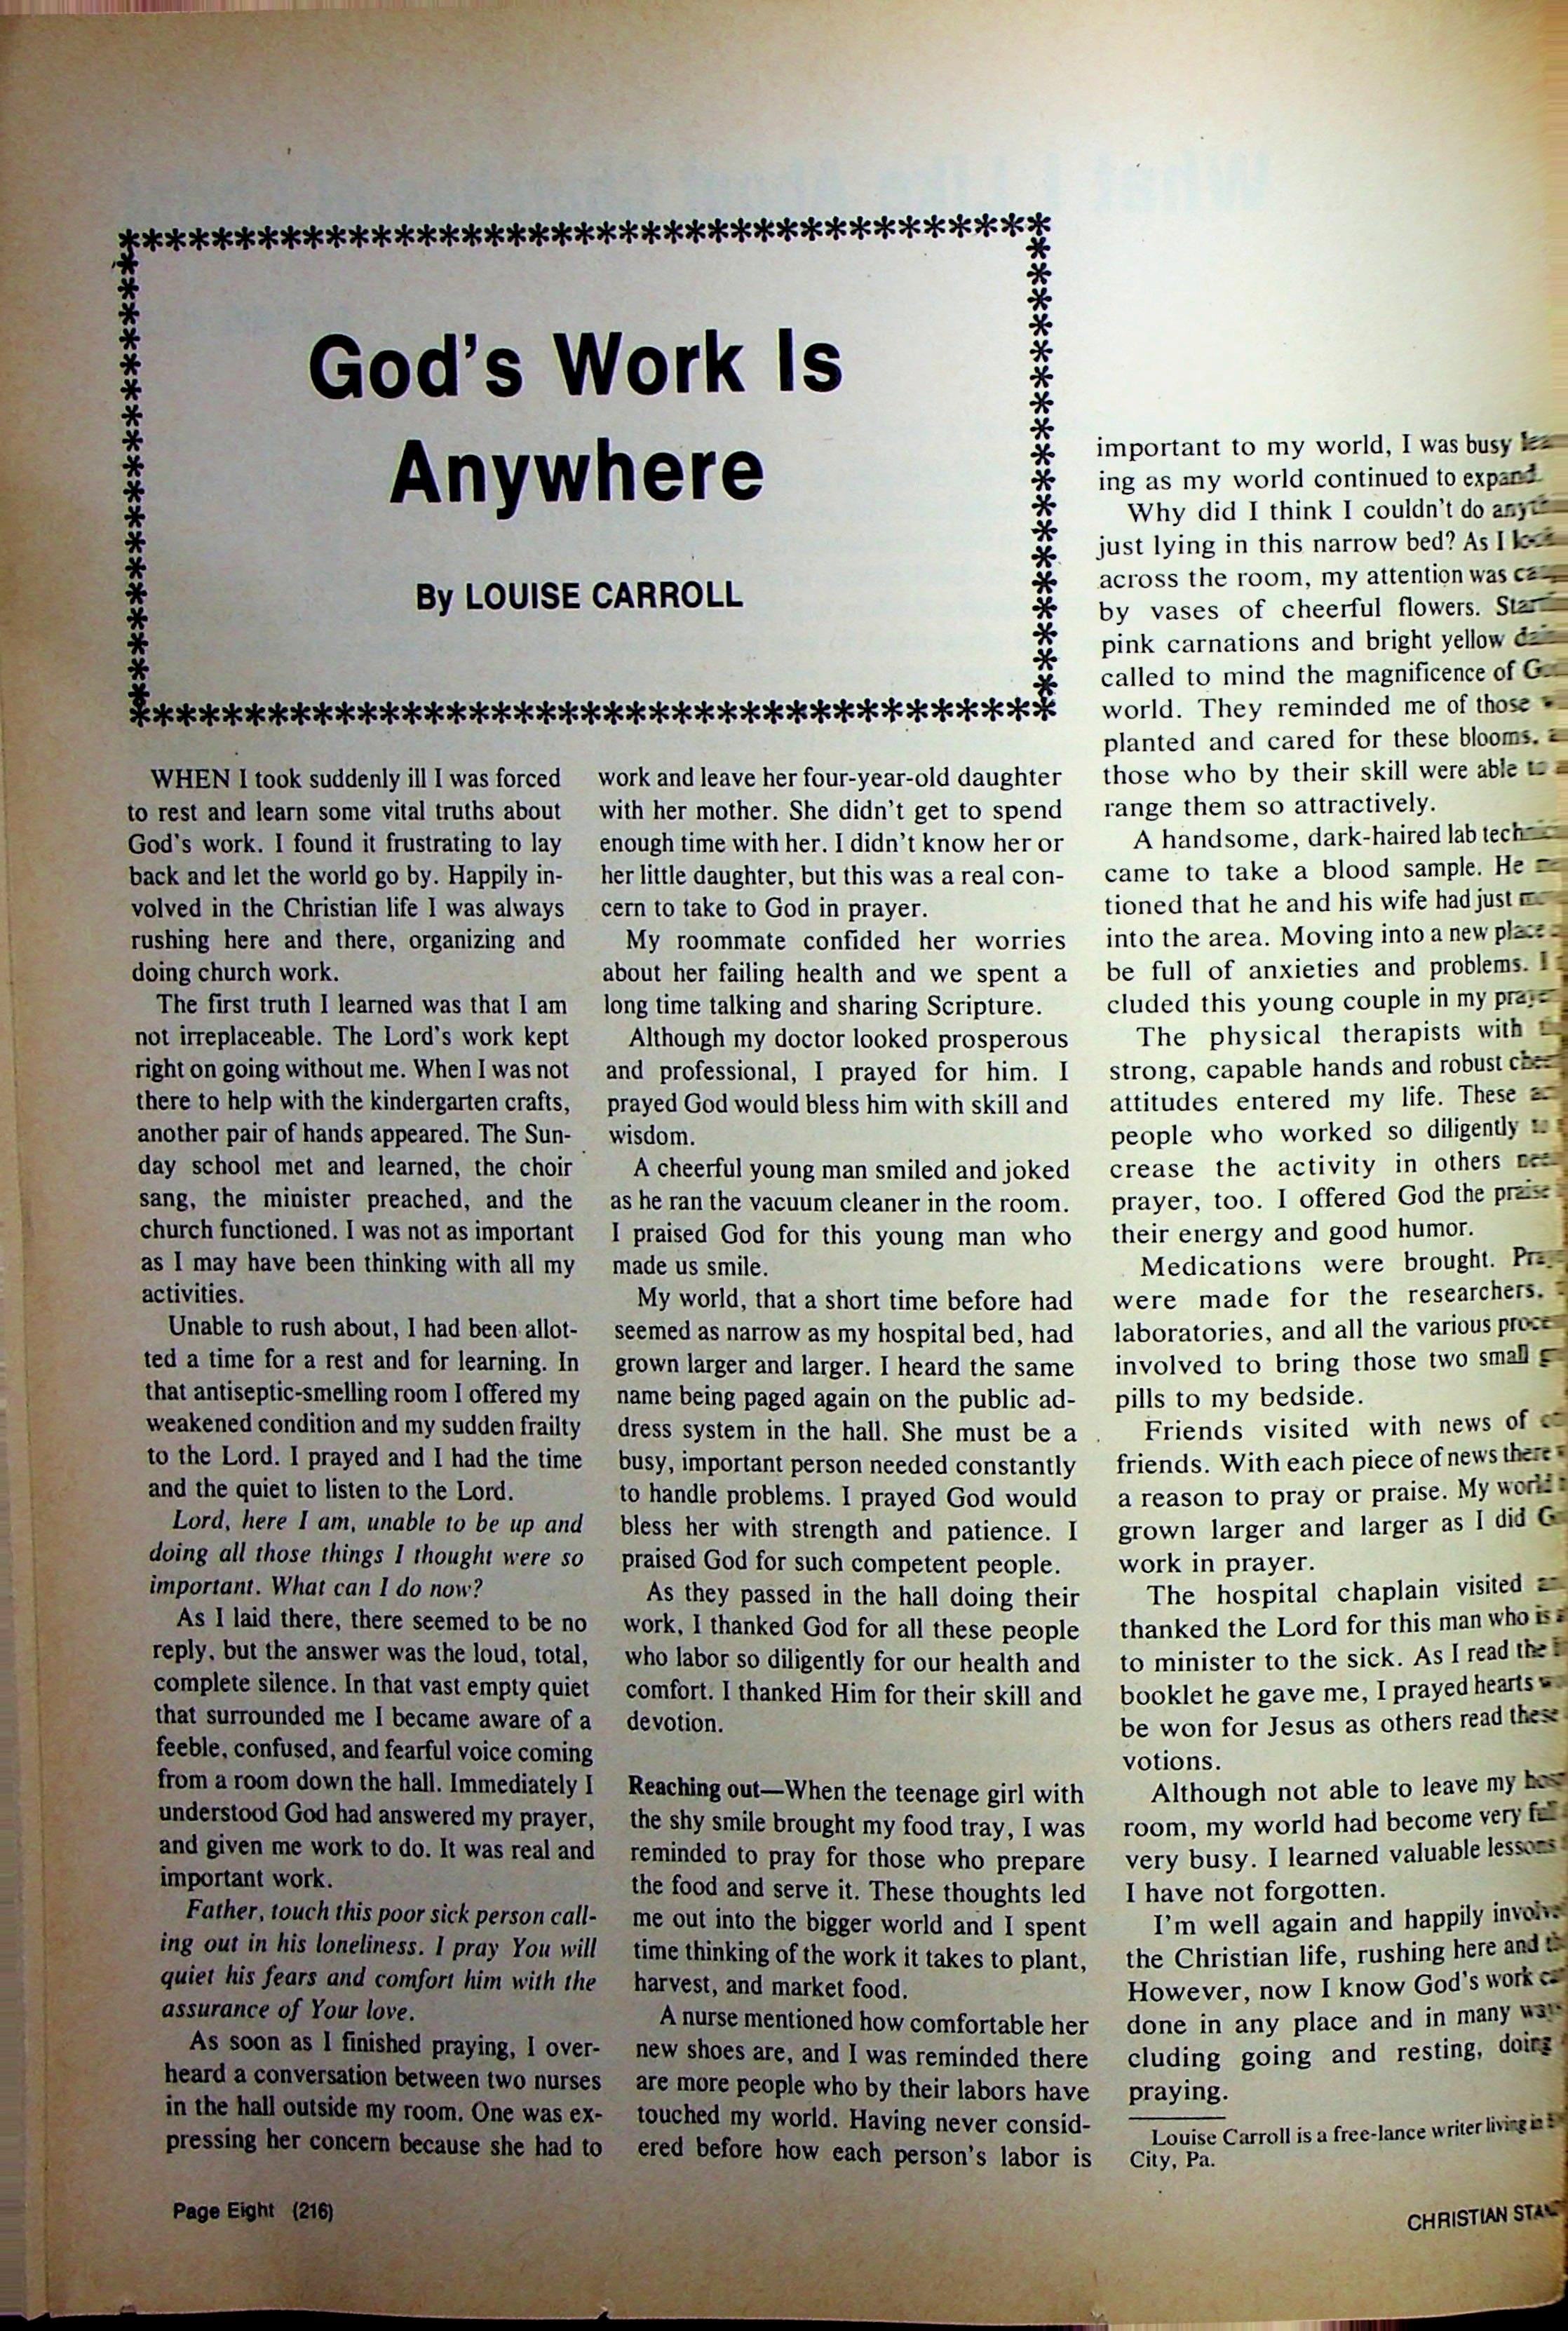 God's Work Is
Anywhere
By LOUISE CARROLL
WHEN I took suddenly ill I was forced
to rest and learn some vital truths about
God's work. I found it frustrating to lay
back and let the world go by. Happily in-
volved in the Christian life I was always
rushing here and there, organizing and
doing church work.
The first truth I learned was that I am
not irreplaceable. The Lord's work kept
right on going without me. When I was not
there to help with the kindergarten crafts,
another pair of hands appeared. The Sun-
day school met and learned, the choir
sang, the minister preached, and the
church functioned. I was not as important
as I may have been thinking with all my
activities.
Unable to rush about, I had been allot-
ted a time for a rest and for learning. In
that antiseptic-smelling room I offered my
weakened condition and my sudden frailty
to the Lord. I prayed and I had the time
and the quiet to listen to the Lord.
Lord, here I am, unable to be up and
doing all those things I thought were so
important. What can I do now?
As I laid there, there seemed to be no
reply, but the answer was the loud, total,
complete silence. In that vast empty quiet
that surrounded me I became aware of a
feeble, confused, and fearful voice coming
from a room down the hall. Immediately I
understood God had answered my prayer,
and given me work to do. It was real and
important work.
Father, touch this poor sick person call-
ing out in his loneliness. I pray You will
quiet his fears and comfort him with the
assurance of Your love.
As soon as I finished praying, I over-
heard a conversation between two nurses
in the hall outside my room. One was ex-
pressing her concern because she had to
work and leave her four-year-old daughter
with her mother. She didn't get to spend
enough time with her. I didn't know her or
her little daughter, but this was a real con-
cern to take to God in prayer.
My roommate confided her worries
about her failing health and we spent a
long time talking and sharing Scripture.
Although my doctor looked prosperous
and professional, I prayed for him. I
prayed God would bless him with skill and
wisdom.
A cheerful young man smiled and joked
as he ran the vacuum cleaner in the room.
I praised God for this young man who
made us smile.
My world, that a short time before had
seemed as narrow as my hospital bed, had
grown larger and larger. I heard the same
name being paged again on the public ad-
dress system in the hall. She must be a
busy, important person needed constantly
to handle problems. I prayed God would
bless her with strength and patience. I
praised God for such competent people.
As they passed in the hall doing their
work, I thanked God for all these people
who labor so diligently for our health and
comfort. I thanked Him for their skill and
devotion.
Reaching out—When the teenage girl with
the shy smile brought my food tray, I was
reminded to pray for those who prepare
the food and serve it. These thoughts led
me out into the bigger world and I spent
time thinking of the work it takes to plant,
harvest, and market food.
A nurse mentioned how comfortable her
new shoes are, and I was reminded there
are more people who by their labors have
touched my world. Having never consid-
ered before how each person's labor is
important to my world, I was busy
ing as my world continued to expand.
Why did I think I couldn't do
just lying in this narrow bed? As I
across the room, my attention was
by vases of cheerful flowers.
pink carnations and bright yellow
called to mind the magnificence of
world. They reminded me of those
planted and cared for these blooms,
those who by their skill were able to
range them so attractively.
A handsome, dark-haired lab
came to take a blood sample. He
tioned that he and his wife had just
into the area. Moving into a new place
be full of anxieties and problems. I
cluded this young couple in my
The physical therapists with
strong, capable hands and robust
attitudes entered my life. These
people who worked so diligently
crease the activity in others
prayer, too. I offered God the praise
their energy and good humor.
Medications were brought.
were made for the researchers,
laboratories, and all the various
involved to bring those two small
pills to my bedside.
Friends visited with news of
friends. With each piece of news there
a reason to pray or praise. My world
grown larger and larger as I did
work in prayer.
The hospital chaplain visited
thanked the Lord for this man who is
to minister to the sick. As I read the
booklet he gave me, I prayed hearts
be won for Jesus as others read these
votions.
Although not able to leave my
room, my world had become very
very busy. I learned valuable lessons
I have not forgotten.
I'm well again and happily
the Christian life, rushing here and
However, now I know God's work
done in any place and in many
cluding going and resting, doing
praying.
Louise Carroll is a free-lance writer living in
City, Pa.
Page Eight (216)
CHRISTIAN